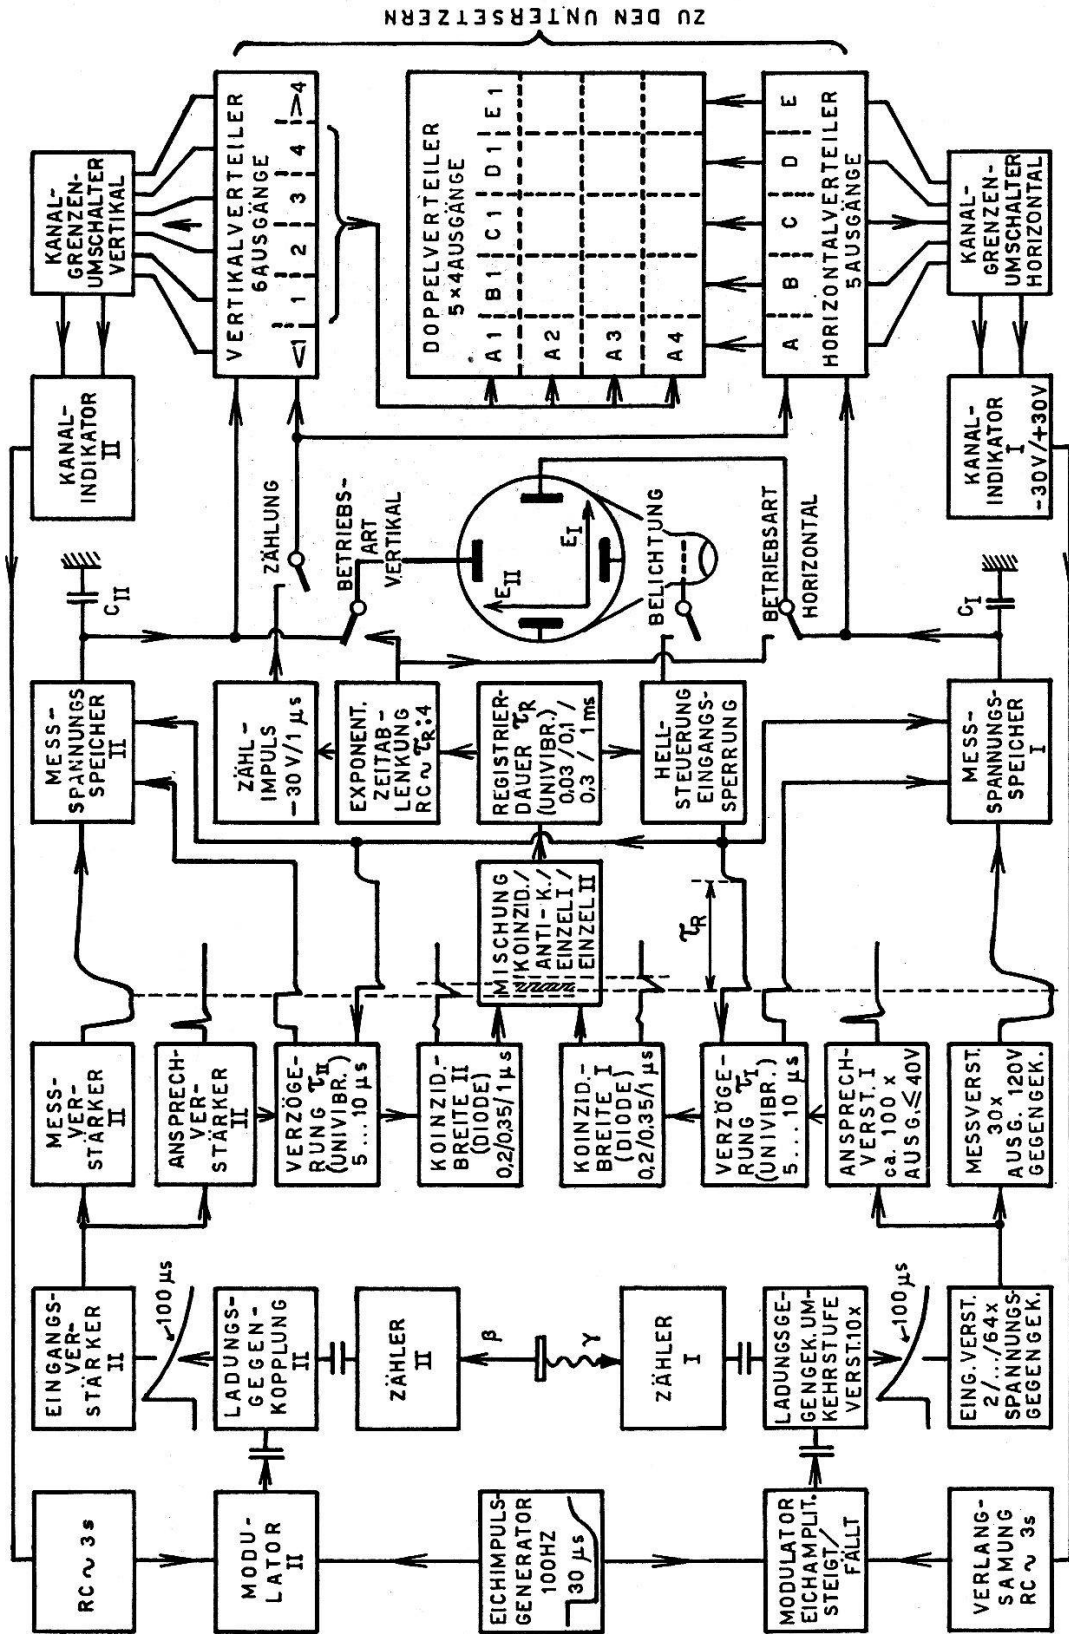 RC ~ 3s
EINGANGS-
VER-
STÄRKER
II
MESS
VER-
STÄRKER
II
MESS-
SPANNUNGS
SPEICHER
II
C II
KANAL-
INDIKATOR
II
KANAL-
GRENZEN-
UMSCHALTER
VERTIKAL
100 µs
ANSPRECH-
VER-
STÄRKER
II
ZÄHL-
IMPULS
-30V/1 µs
ZÄHLUNG
VERTIKALVERTEILER
6 AUSGÄNGE
<1 1 2 3 4 >4
MODU-
LATOR
II
LADUNGS-
GEGEN-
KOPPLUNG
II
VERZÖGE-
RUNG τII
(UNIVIBR.)
5...10 µs
EXPONENT.
ZEITAB-
LENKUNG
RC~τR:4
BETRIEBS-
ART
VERTIKAL
ZÄHLER
II
KOINZID.-
BREITE II
(DIODE)
0,2/0,35/1 µs
EICHIMPULS-
GENERATOR
100HZ
30 µs
β
γ
MISCHUNG
KOINZID./
ANTI-K./
EINZEL I/
EINZEL II
REGISTRIER-
DAUER τR
(UNIVIBR.)
0,03/0,1/
0,3/1ms
E II
E I
DOPPELVERTEILER
5×4 AUSGÄNGE
A1 B1 C1 D1 E1
A2
A3
A4
ZU DEN UNTERSETZERN
ZÄHLER
I
KOINZID.-
BREITE I
(DIODE)
0,2/0,35/1 µs
τR
HELL-
STEUERUNG
EINGANGS-
SPERRUNG
BELICHTUNG
MODULATOR
EICHAMPLIT.
STEIGT/
FÄLLT
LADUNGSGE-
GENGEK. UM-
KEHRSTUFE
VERST.10x
VERZÖGE-
RUNG τI
(UNIVIBR.)
5...10 µs
BETRIEBSART
HORIZONTAL
A B C D E
HORIZONTALVERTEILER
5 AUSGÄNGE
100 µs
ANSPRECH-
VERST. I
ca. 100 x
AUSG.≤40V
VERLANG-
SAMUNG
RC ~ 3s
EING.VERST.
2/.../64x
SPANNUNGS-
GEGENGEK.
MESSVERST.
30x
AUSG. 120V
GEGENGEK.
MESS-
SPANNUNGS-
SPEICHER
I
C I
KANAL-
INDIKATOR
I
-30V/+30V
KANAL-
GRENZEN-
UMSCHALTER
HORIZONTAL